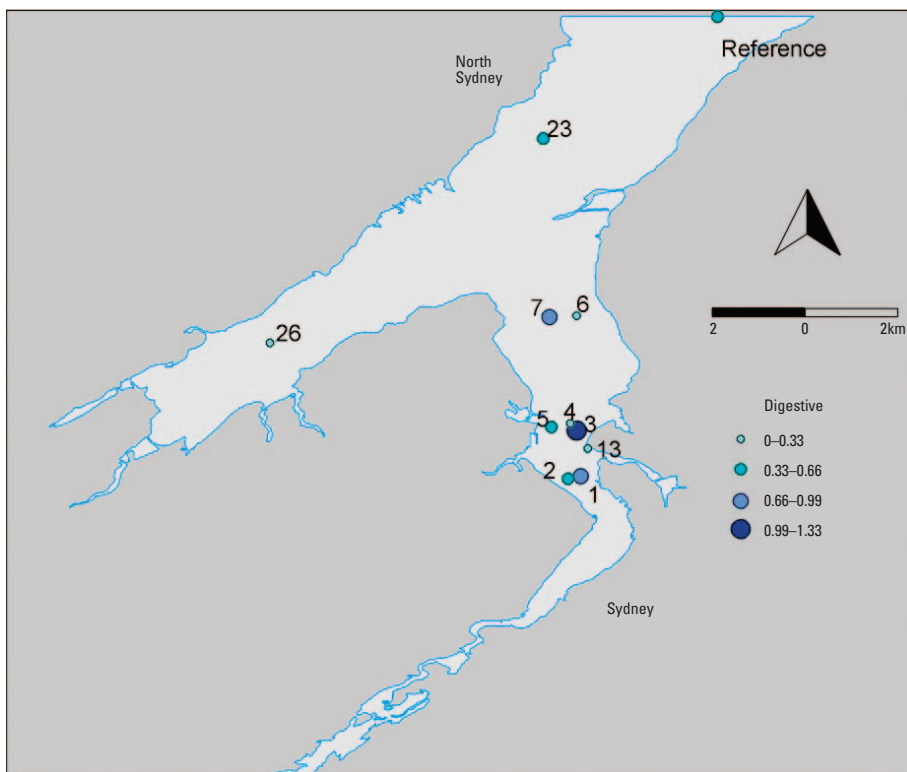 Reference
North
Sydney
23
7
6
26
5
4
3
13
2
1
2
0
2km
Digestive
0–0.33
0.33–0.66
0.66–0.99
0.99–1.33
Sydney